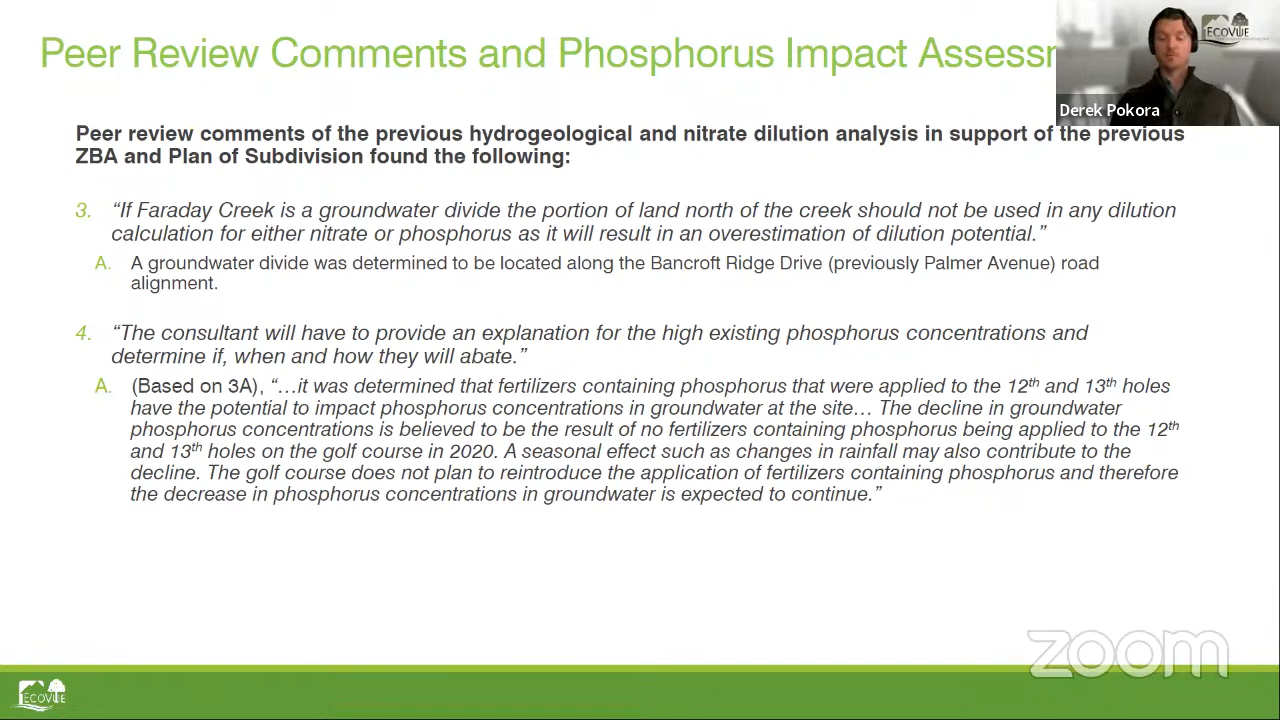 Peer Review Comments and Phosphorus Impact Assessm
ECOVUE
Derek Pokora
Peer review comments of the previous hydrogeological and nitrate dilution analysis in support of the previous
ZBA and Plan of Subdivision found the following:
3. “If Faraday Creek is a groundwater divide the portion of land north of the creek should not be used in any dilution
calculation for either nitrate or phosphorus as it will result in an overestimation of dilution potential.”
A. A groundwater divide was determined to be located along the Bancroft Ridge Drive (previously Palmer Avenue) road
alignment.
4. “The consultant will have to provide an explanation for the high existing phosphorus concentrations and
determine if, when and how they will abate.”
A. (Based on 3A), “…it was determined that fertilizers containing phosphorus that were applied to the 12th and 13th holes
have the potential to impact phosphorus concentrations in groundwater at the site… The decline in groundwater
phosphorus concentrations is believed to be the result of no fertilizers containing phosphorus being applied to the 12th
and 13th holes on the golf course in 2020. A seasonal effect such as changes in rainfall may also contribute to the
decline. The golf course does not plan to reintroduce the application of fertilizers containing phosphorus and therefore
the decrease in phosphorus concentrations in groundwater is expected to continue.”
zoom
ECOVUE